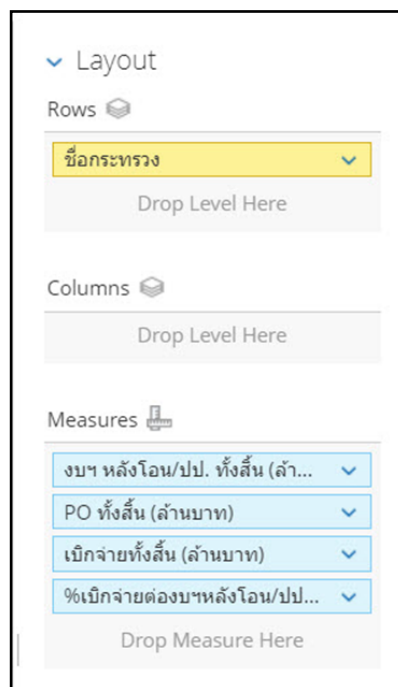 Layout
Rows
ชื่อกระทรวง
Drop Level Here
Columns
Drop Level Here
Measures
งบฯ หลังโอน/ปป. ทั้งสิ้น (ล้า...
PO ทั้งสิ้น (ล้านบาท)
เบิกจ่ายทั้งสิ้น (ล้านบาท)
%เบิกจ่ายต่องบฯหลังโอน/ปป...
Drop Measure Here